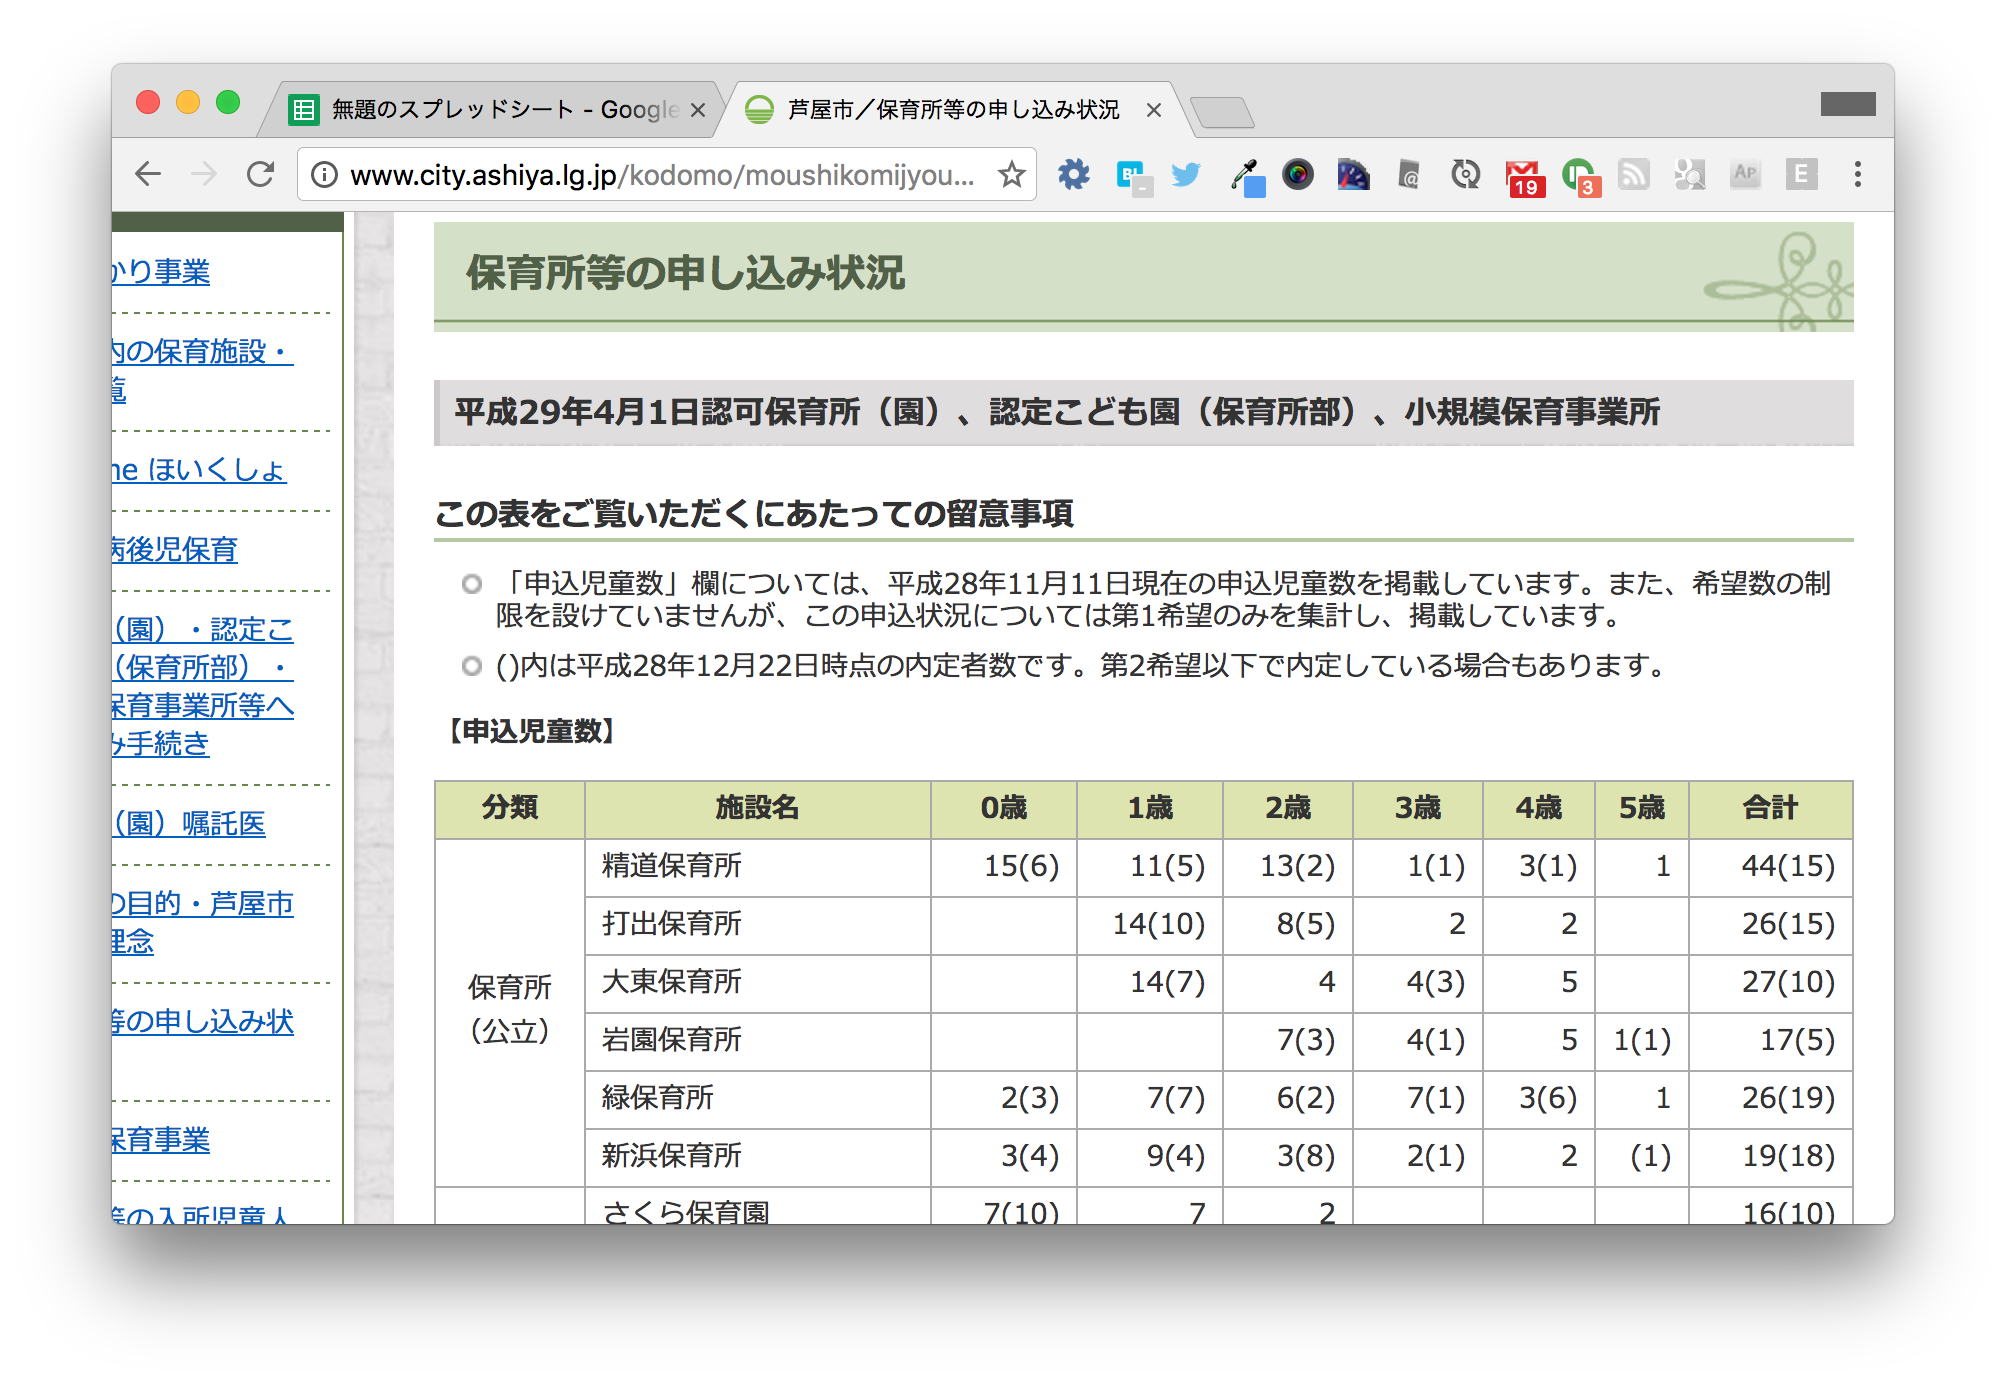 無題のスプレッドシート - Google
芦屋市／保育所等の申し込み状況
www.city.ashiya.lg.jp/kodomo/moushikomijyou...
B!
-
@
19
3
AP
E
かり事業
内の保育施設・
覧
ne ほいくしょ
病後児保育
（園）・認定こ
（保育所部）・
保育事業所等へ
み手続き
（園）嘱託医
の目的・芦屋市
理念
等の申し込み状
保育事業
等の入所児童人
保育所等の申し込み状況
平成29年4月1日認可保育所（園）、認定こども園（保育所部）、小規模保育事業所
この表をご覧いただくにあたっての留意事項
「申込児童数」欄については、平成28年11月11日現在の申込児童数を掲載しています。また、希望数の制
限を設けていませんが、この申込状況については第1希望のみを集計し、掲載しています。
()内は平成28年12月22日時点の内定者数です。第2希望以下で内定している場合もあります。
【申込児童数】
分類 施設名 0歳 1歳 2歳 3歳 4歳 5歳 合計
保育所
（公立）
精道保育所 15(6) 11(5) 13(2) 1(1) 3(1) 1 44(15)
打出保育所 14(10) 8(5) 2 2 26(15)
大東保育所 14(7) 4 4(3) 5 27(10)
岩園保育所 7(3) 4(1) 5 1(1) 17(5)
緑保育所 2(3) 7(7) 6(2) 7(1) 3(6) 1 26(19)
新浜保育所 3(4) 9(4) 3(8) 2(1) 2 (1) 19(18)
さくら保育園 7(10) 7 2 16(10)